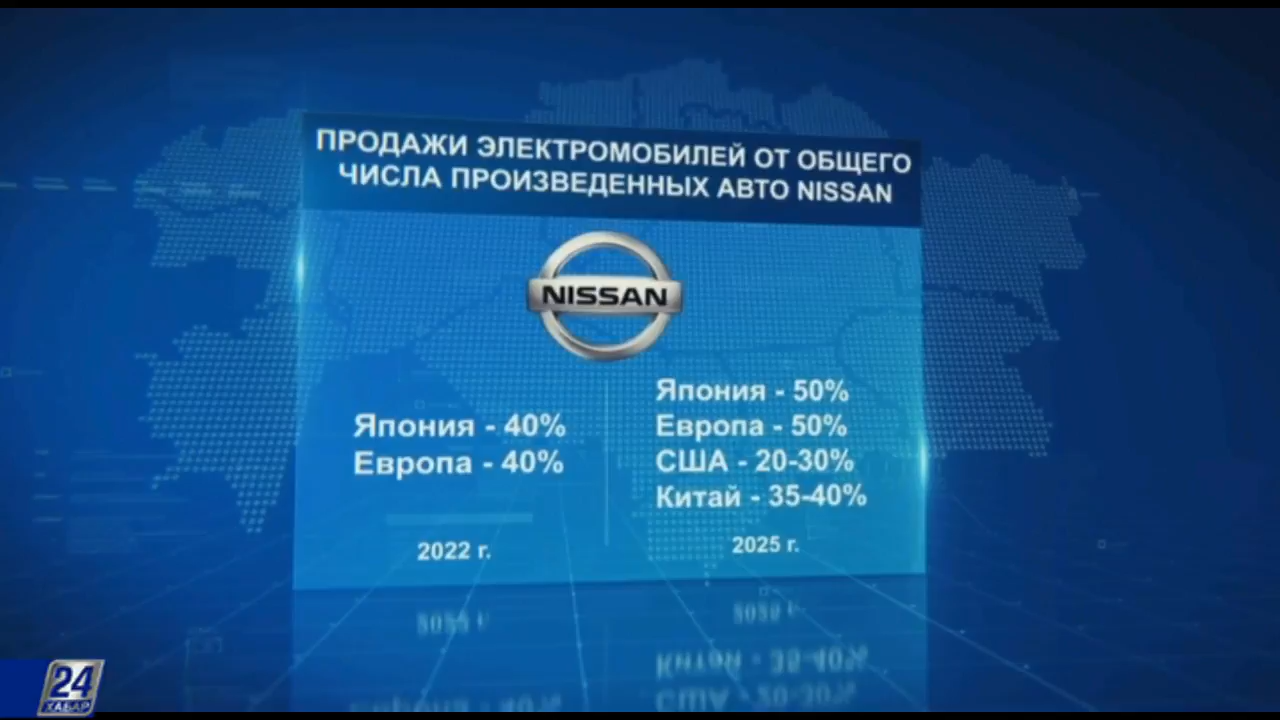 ПРОДАЖИ ЭЛЕКТРОМОБИЛЕЙ ОТ ОБЩЕГО
ЧИСЛА ПРОИЗВЕДЕННЫХ АВТО NISSAN
NISSAN
Япония - 40%
Европа - 40%
2022 г.
Япония - 50%
Европа - 50%
США - 20-30%
Китай - 35-40%
2025 г.
24
ХАБАР